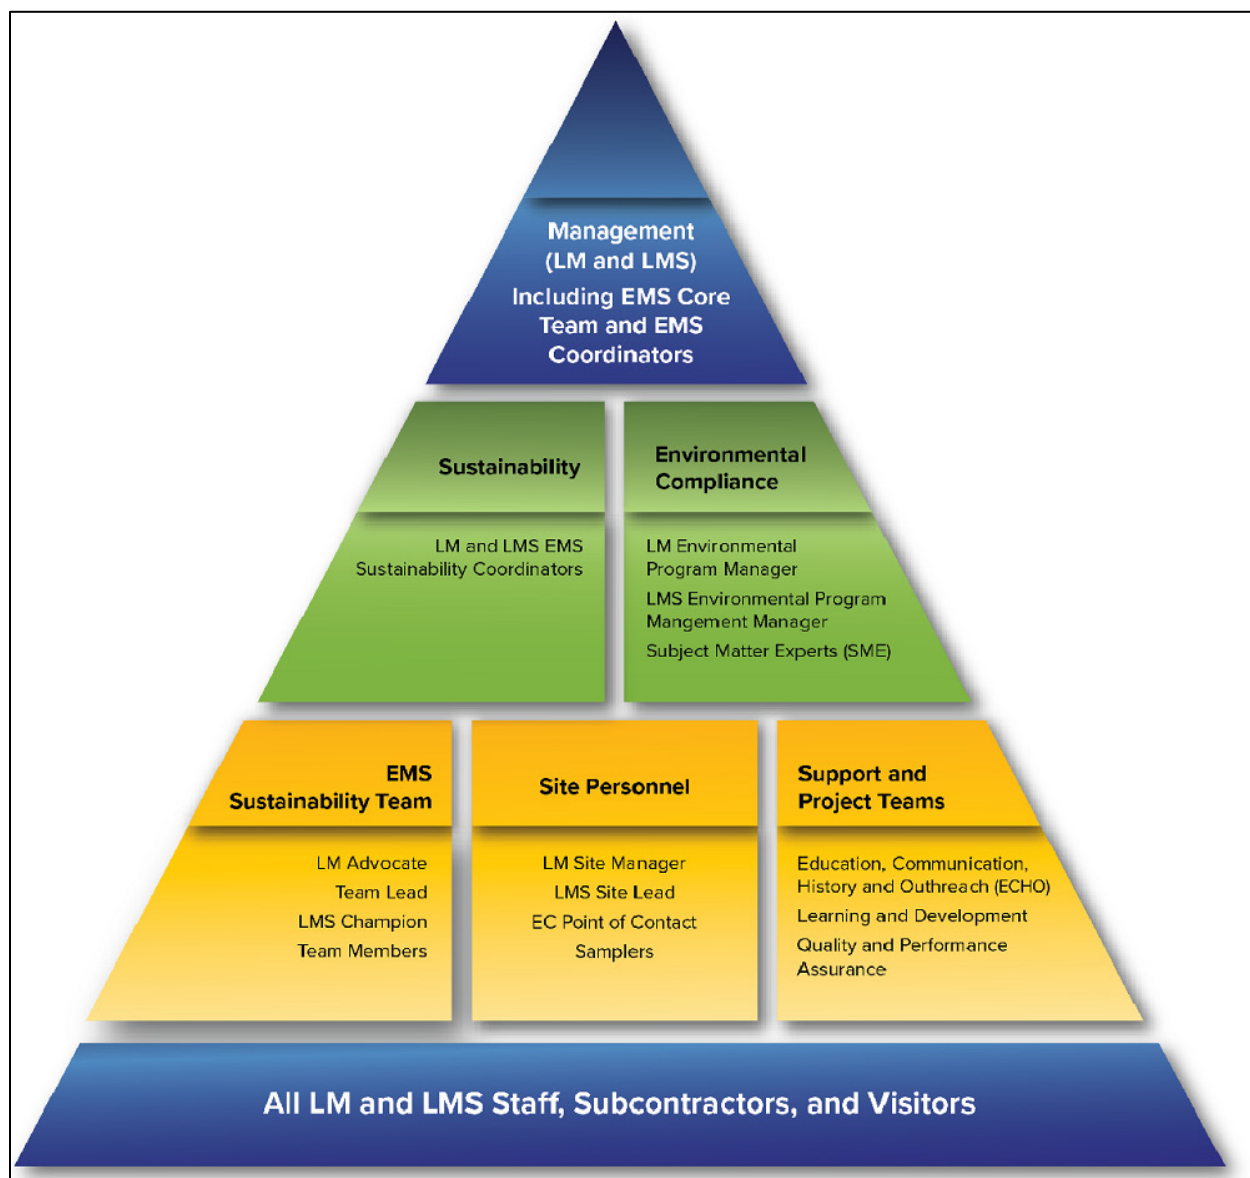 Management
(LM and LMS)
Including EMS Core
Team and EMS
Coordinators
Sustainability
LM and LMS EMS
Sustainability Coordinators
Environmental
Compliance
LM Environmental
Program Manager
LMS Environmental Program
Mangement Manager
Subject Matter Experts (SME)
EMS
Sustainability Team
LM Advocate
Team Lead
LMS Champion
Team Members
Site Personnel
LM Site Manager
LMS Site Lead
EC Point of Contact
Samplers
Support and
Project Teams
Education, Communication,
History and Outreach (ECHO)
Learning and Development
Quality and Performance
Assurance
All LM and LMS Staff, Subcontractors, and Visitors